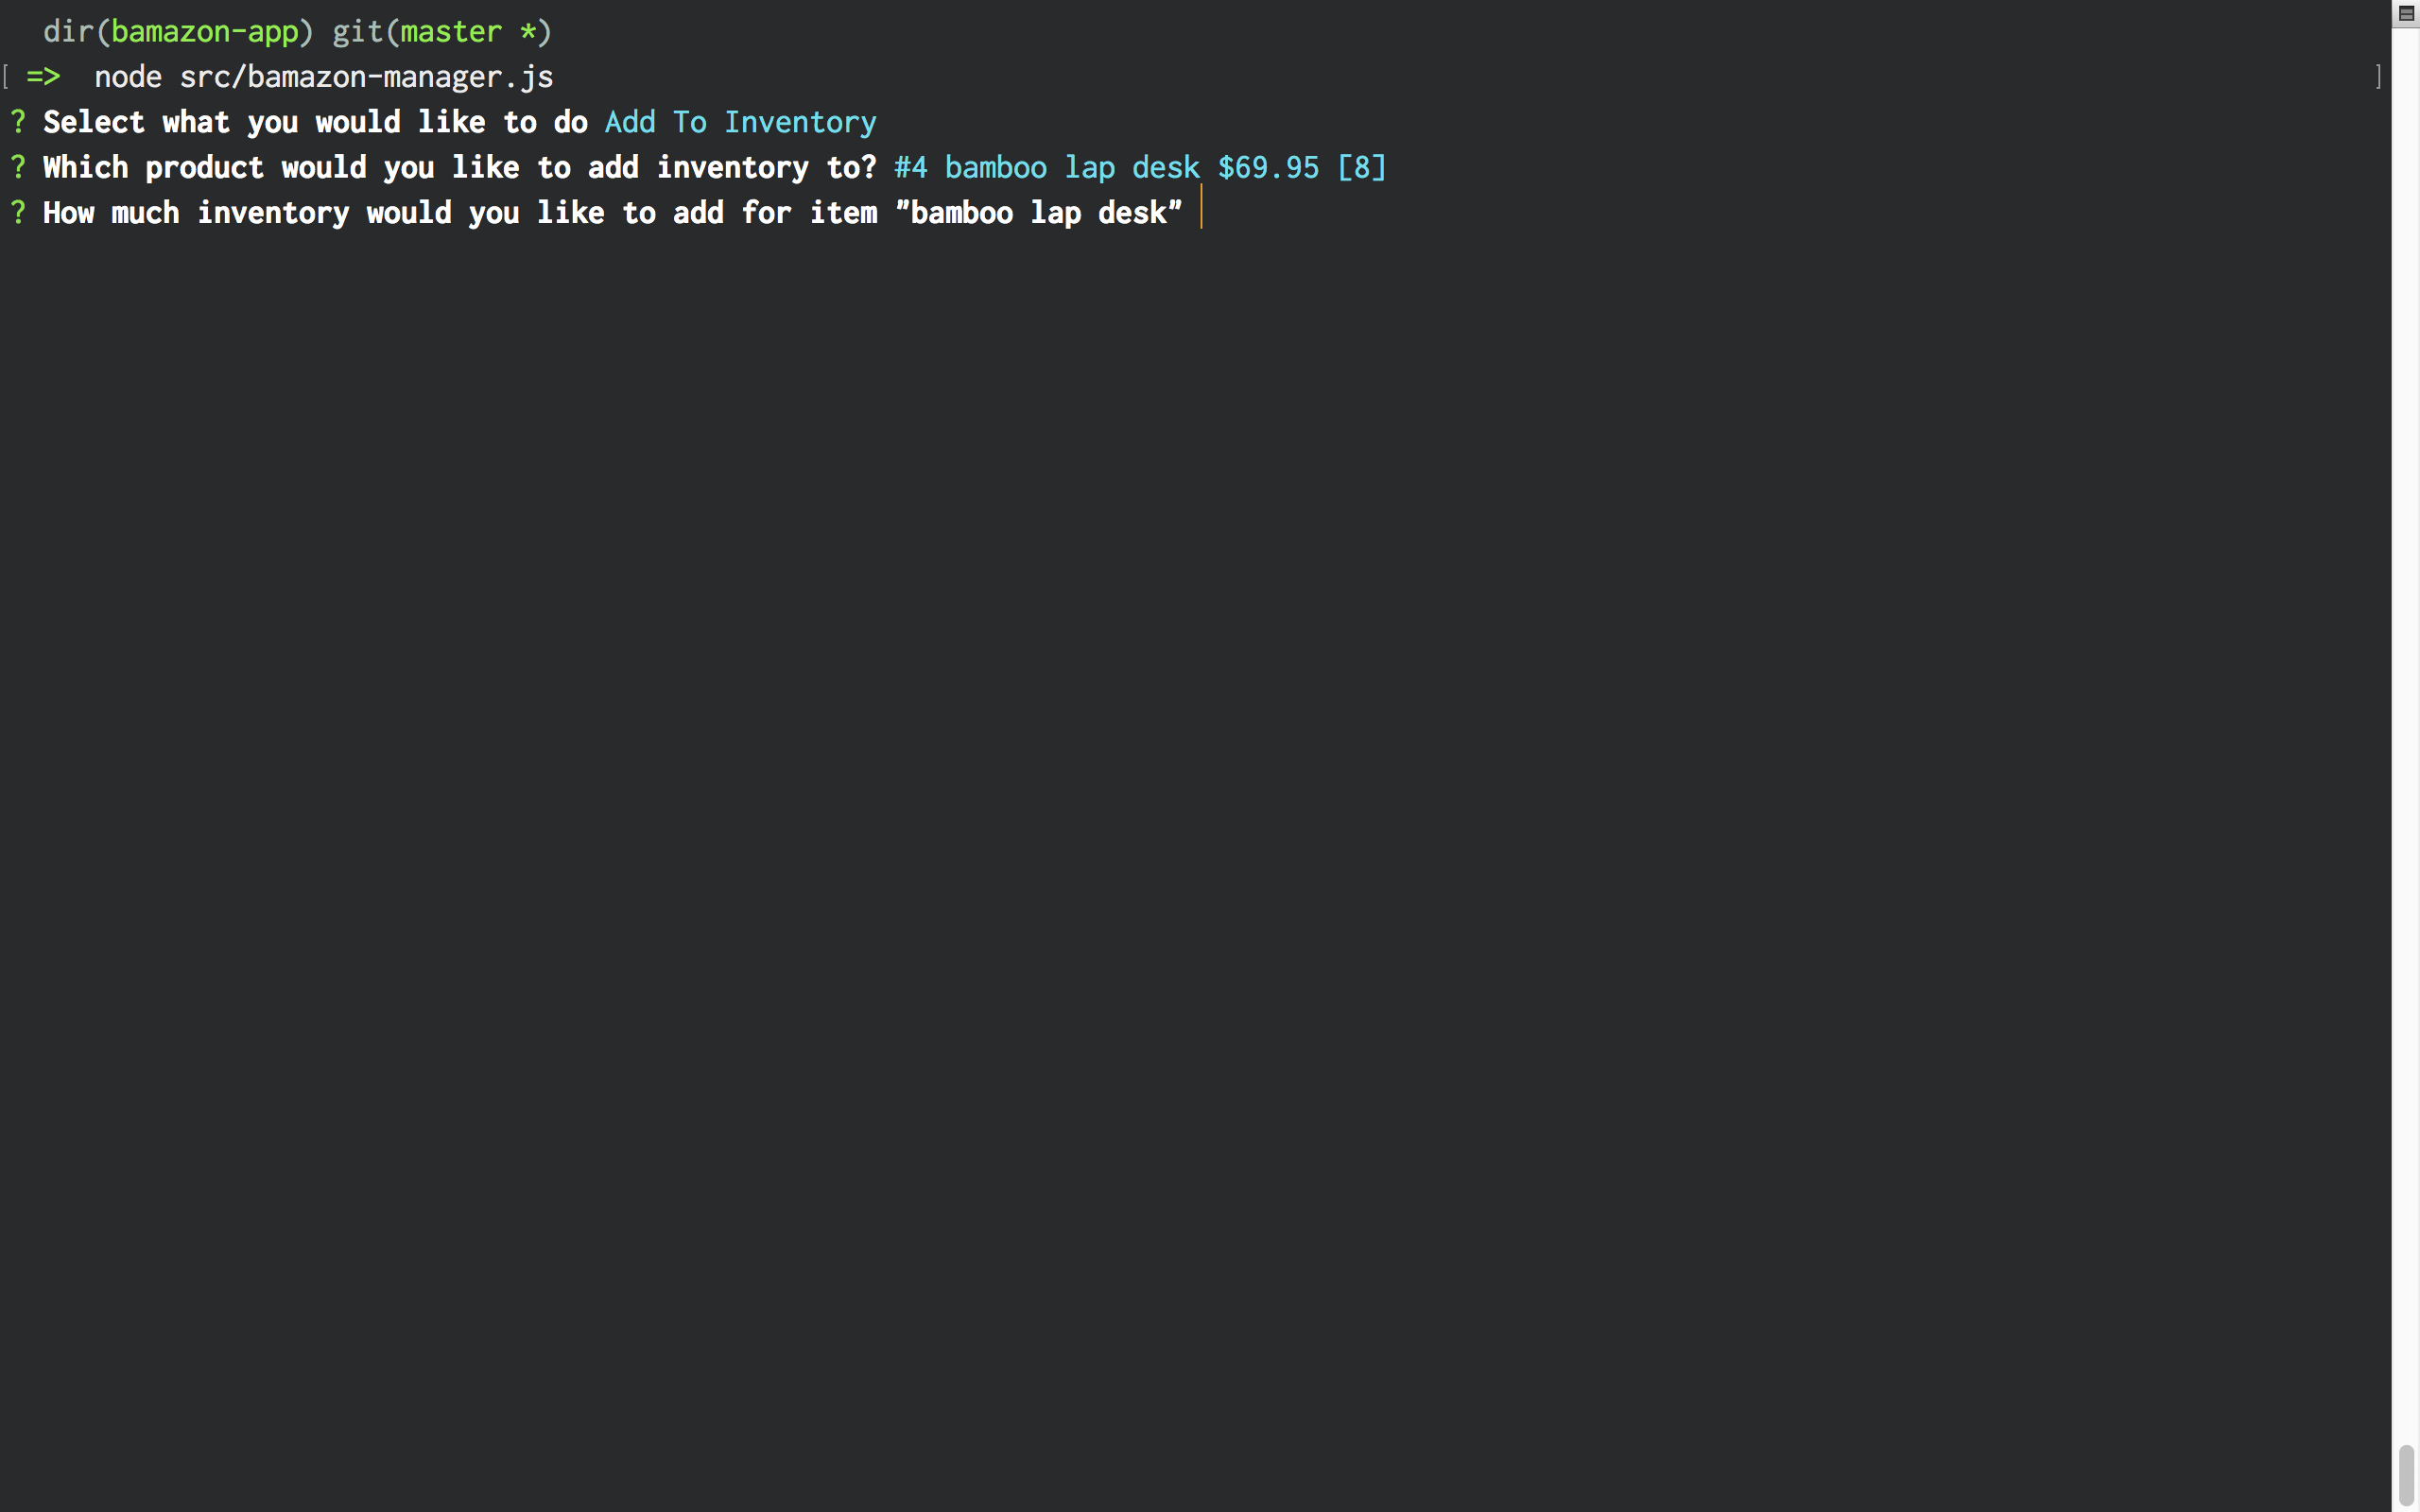 dir(bamazon-app) git(master *)
[ => node src/bamazon-manager.js ]
? Select what you would like to do Add To Inventory
? Which product would you like to add inventory to? #4 bamboo lap desk $69.95 [8]
? How much inventory would you like to add for item "bamboo lap desk"